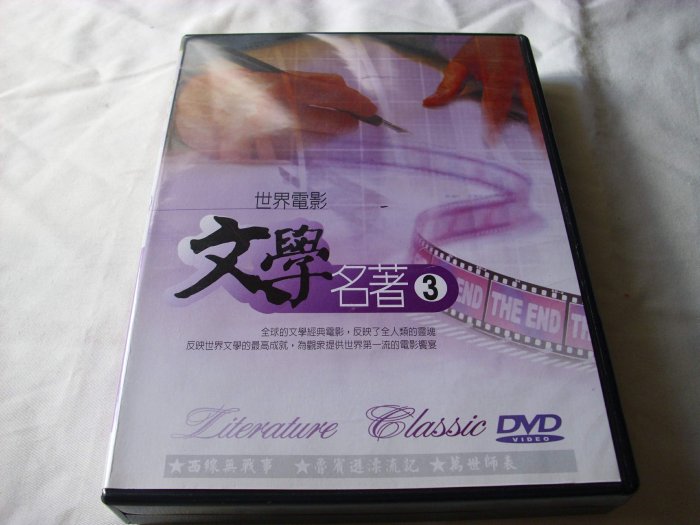 世界電影
文學名著3
THE END THE END THE
全球的文學經典電影,反映了全人類的靈魂
反映世界文學的最高成就,為觀眾提供世界第一流的電影饗宴
Literature Classic DVD
VIDEO
★西線無戰事 ★魯賓遜漂流記 ★萬世師表